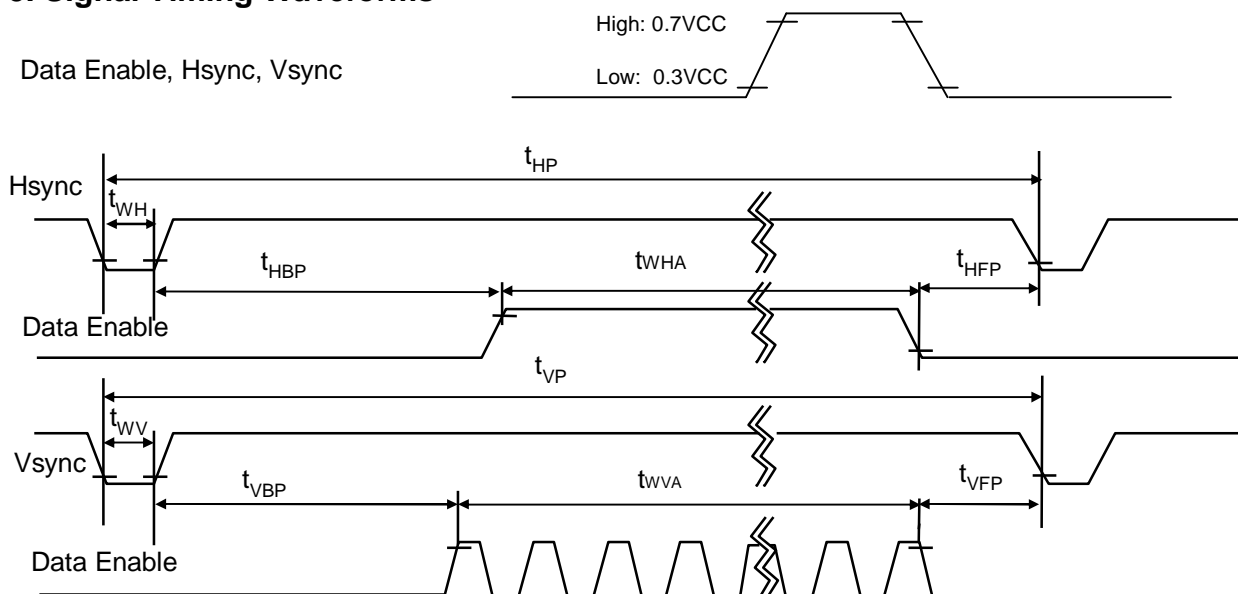 High: 0.7VCC
Data Enable, Hsync, Vsync
Low: 0.3VCC
tHP
Hsync
tWH
tHBP
tWHA
tHFP
Data Enable
tVP
tWV
Vsync
tVBP
tWVA
tVFP
Data Enable